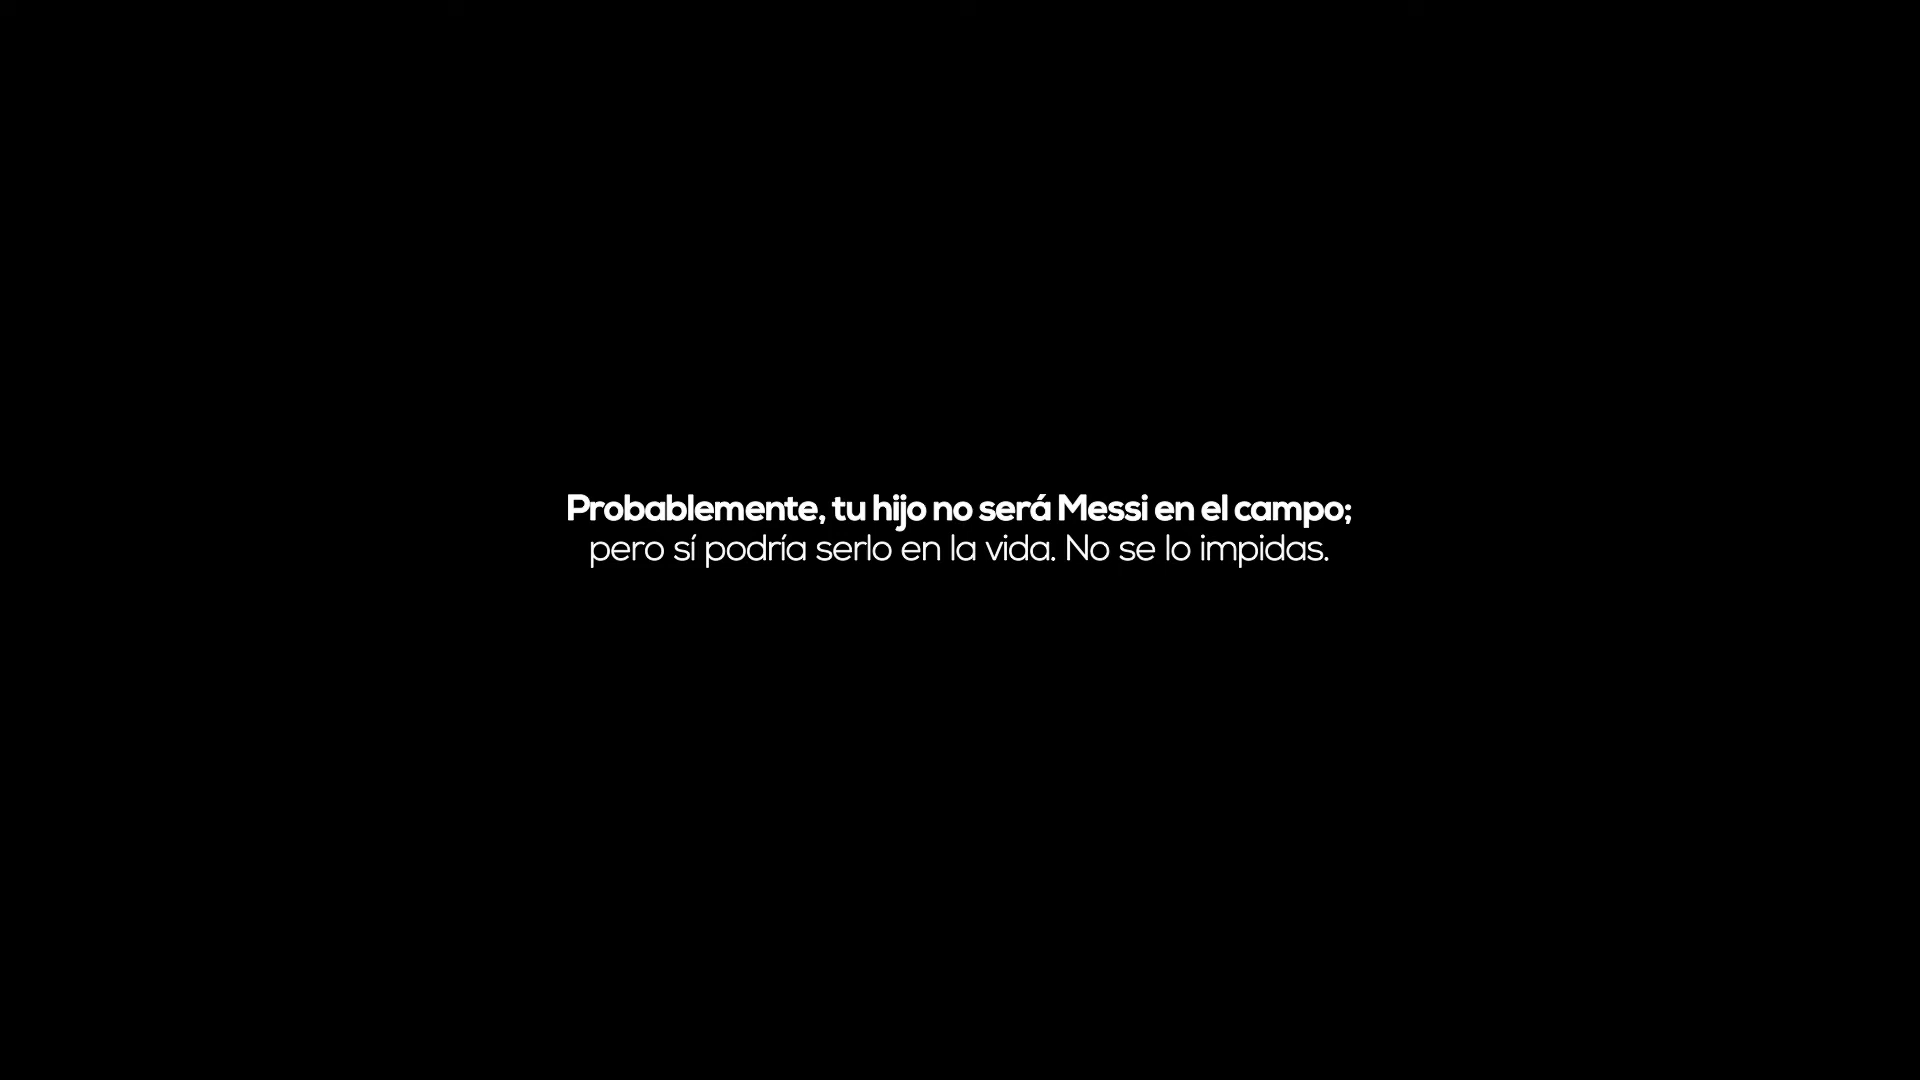 Probablemente, tu hijo no será Messi en el campo;
pero sí podría serlo en la vida. No se lo impidas.